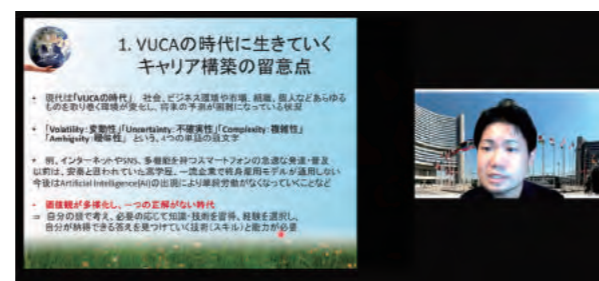 1. VUCAの時代に生きていく
キャリア構築の留意点
• 現代は「VUCAの時代」 社会、ビジネス環境や市場、組織、個人などあらゆる
ものを取り巻く環境が変化し、将来の予測が困難になっている状況
• 「Volatility:変動性」「Uncertainty:不確実性」「Complexity:複雑性」
「Ambiguity:曖昧性」 という、4つの単語の頭文字
• 例、インターネットやSNS、多機能を持つスマートフォンの急速な発達・普及
以前は、安泰と言われていた高学歴、一流企業で終身雇用モデルが通用しない
今後はArtificial Intelligence(AI)の出現により単純労働がなくなっていくことなど
• 価値観が多様化し、一つの正解がない時代
⇒ 自分の頭で考え、必要の応じて知識・技術を習得、経験を選択し、
自分が納得できる答えを見つけていく技術(スキル)と能力が必要